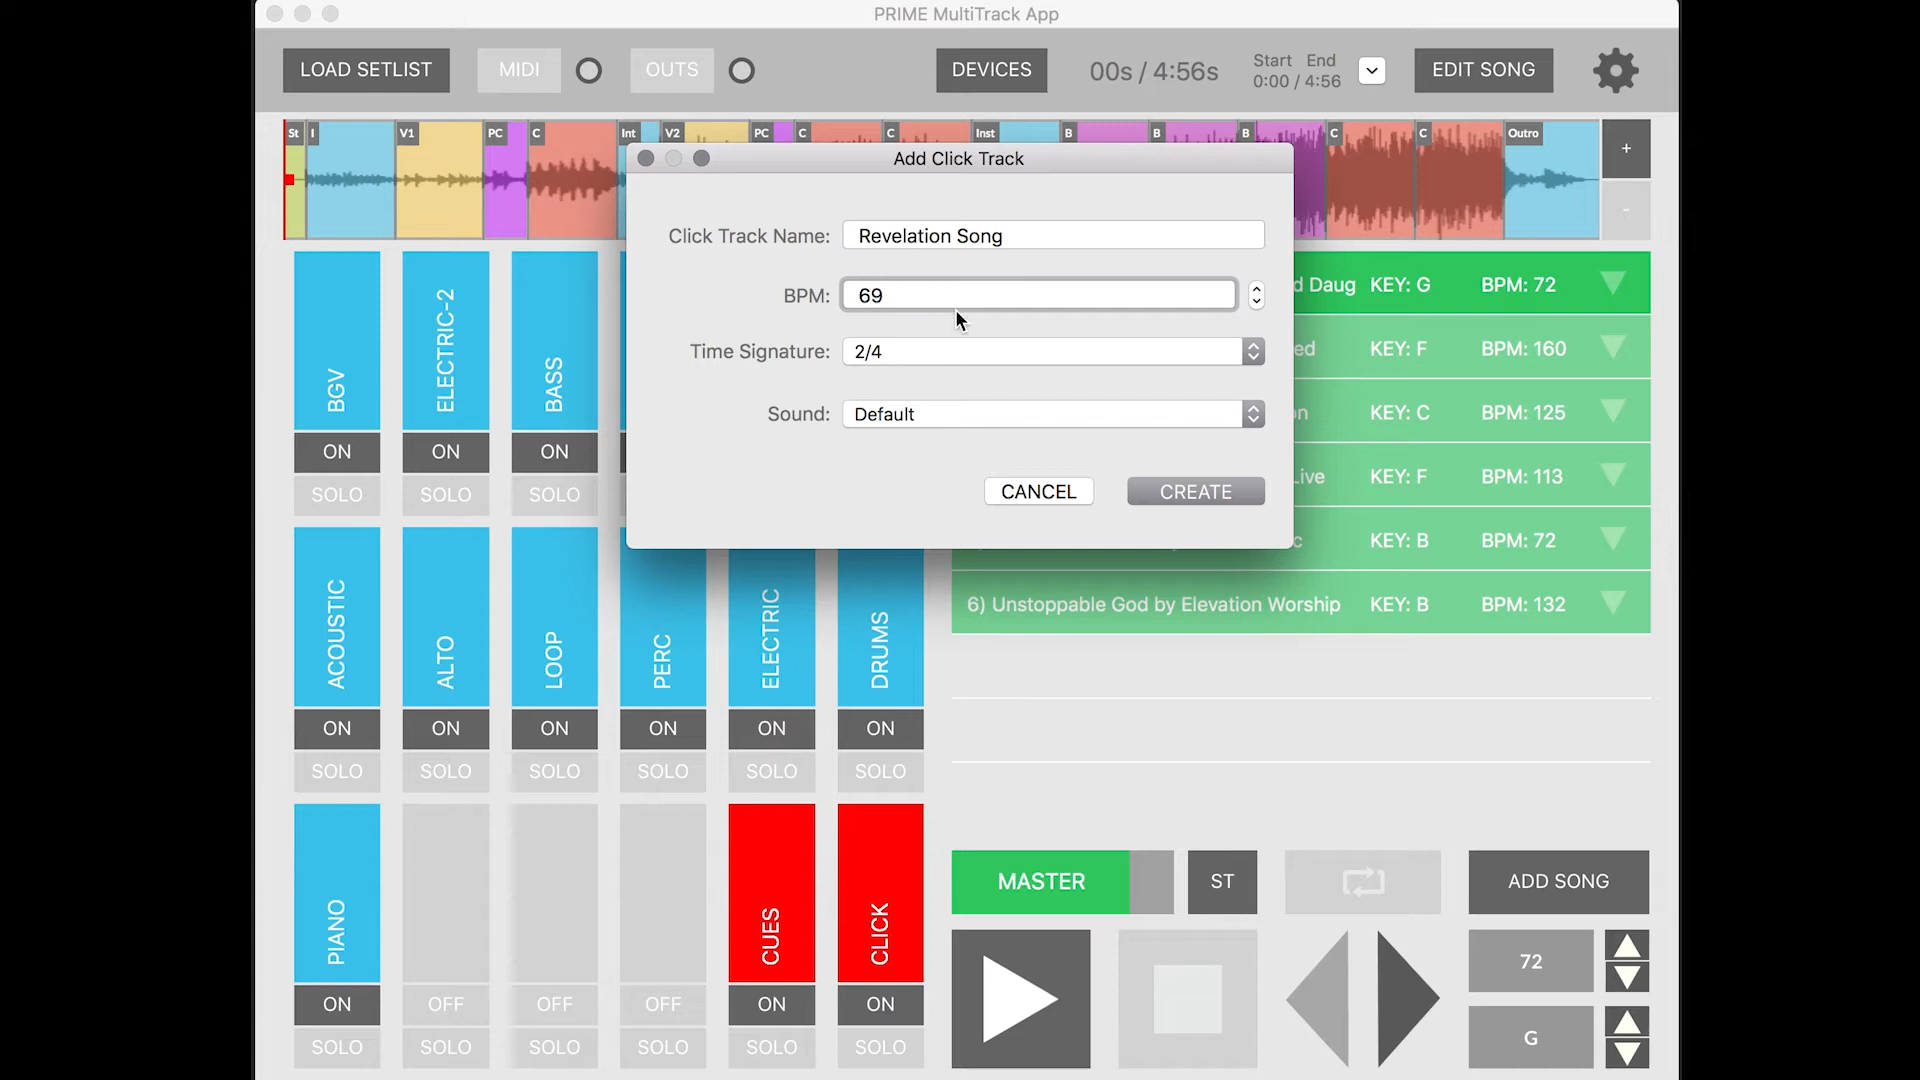 PRIME MultiTrack App
LOAD SETLIST
MIDI
OUTS
DEVICES
00s / 4:56s
Start End
0:00 / 4:56
EDIT SONG
St
I
V1
PC
C
Int
V2
PC
C
C
Inst
B
B
B
C
C
Outro
+
-
Add Click Track
Click Track Name: Revelation Song
BPM: 69
Time Signature: 2/4
Sound: Default
CANCEL
CREATE
d Daug KEY: G BPM: 72
ed KEY: F BPM: 160
n KEY: C BPM: 125
Live KEY: F BPM: 113
c KEY: B BPM: 72
6) Unstoppable God by Elevation Worship KEY: B BPM: 132
BGV
ELECTRIC-2
BASS
ON
ON
ON
SOLO
SOLO
SOLO
ACOUSTIC
ALTO
LOOP
PERC
ELECTRIC
DRUMS
ON
ON
ON
ON
ON
ON
SOLO
SOLO
SOLO
SOLO
SOLO
SOLO
PIANO
CUES
CLICK
ON
OFF
OFF
OFF
ON
ON
SOLO
SOLO
SOLO
SOLO
SOLO
SOLO
MASTER
ST
ADD SONG
72
G